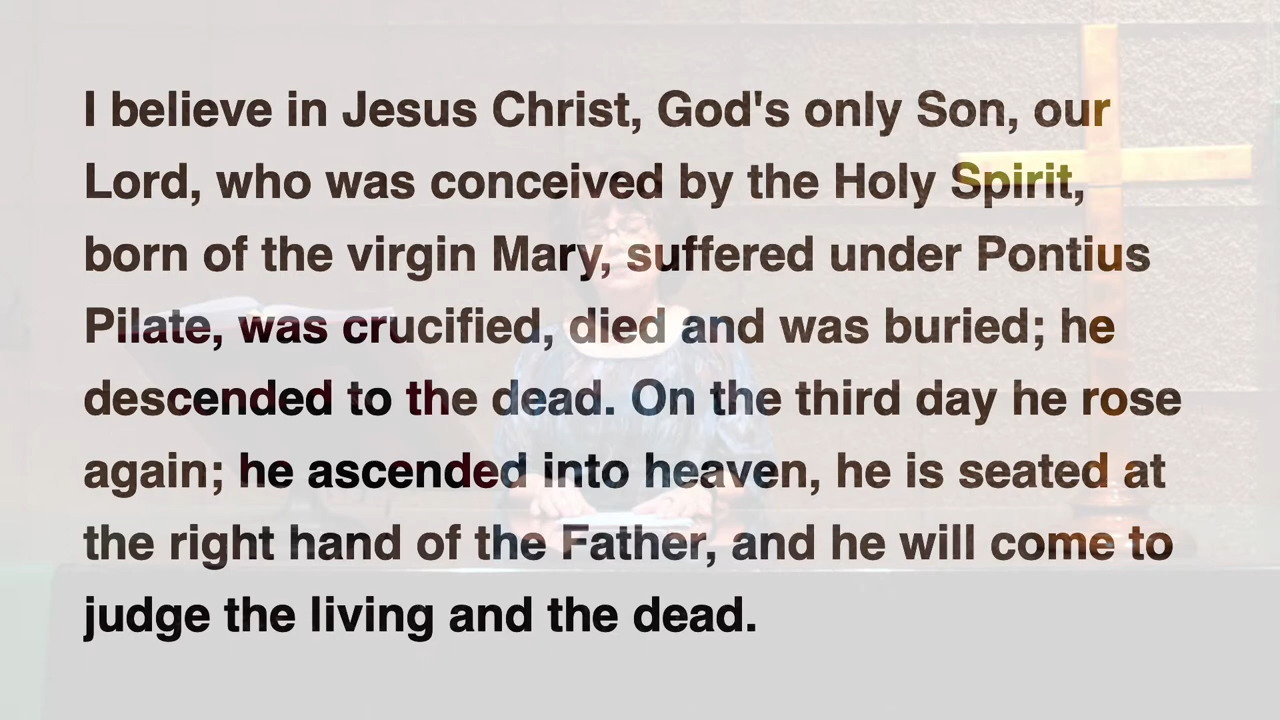 I believe in Jesus Christ, God's only Son, our
Lord, who was conceived by the Holy Spirit,
born of the virgin Mary, suffered under Pontius
Pilate, was crucified, died and was buried; he
descended to the dead. On the third day he rose
again; he ascended into heaven, he is seated at
the right hand of the Father, and he will come to
judge the living and the dead.